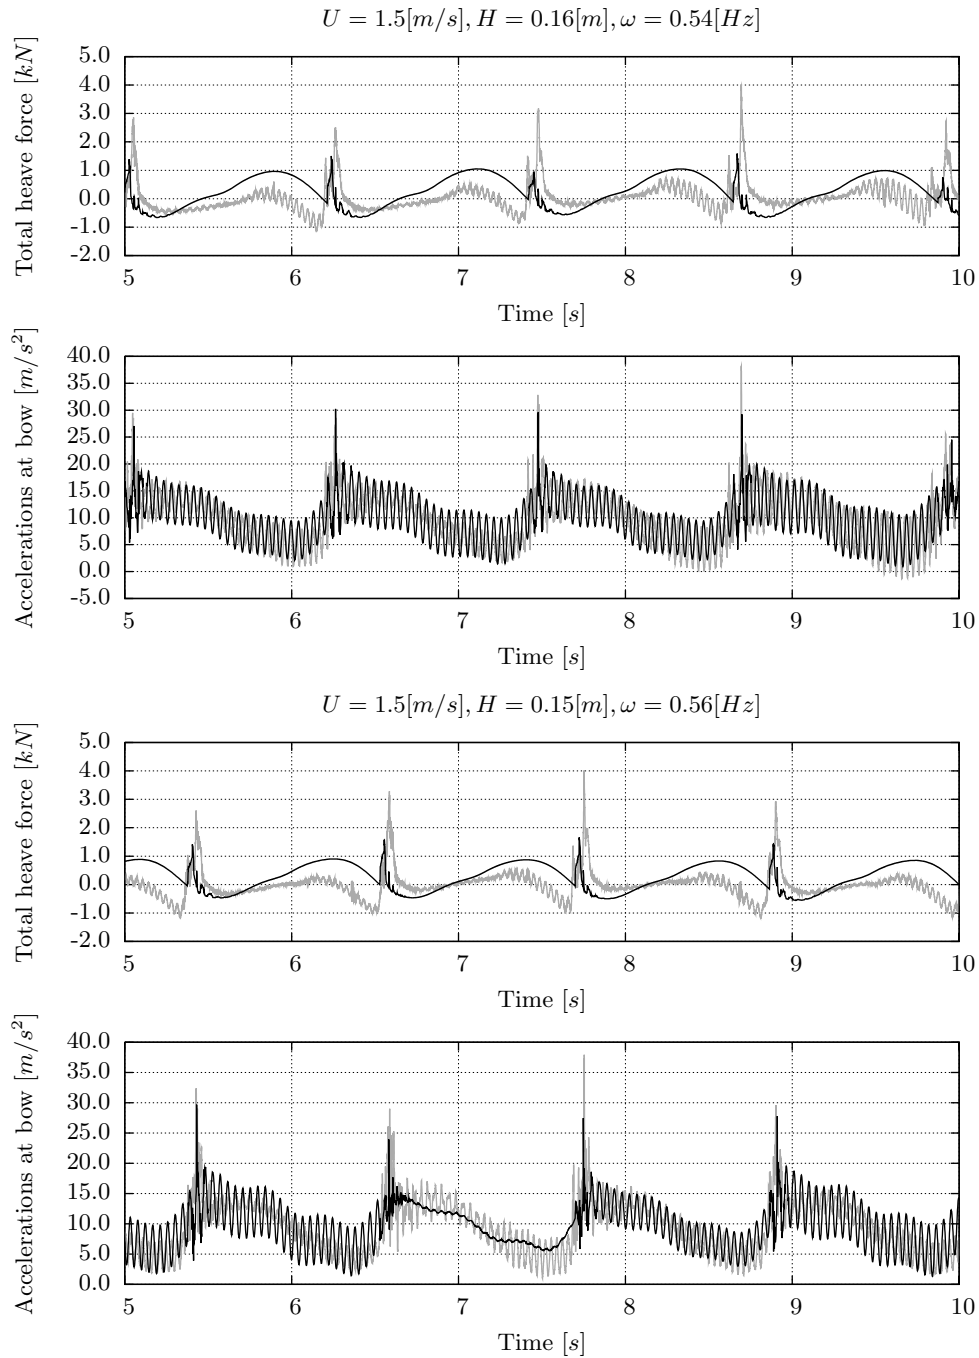 U = 1.5[m/s], H = 0.16[m], ω = 0.54[Hz]
Total heave force [kN]
5.0
4.0
3.0
2.0
1.0
0.0
-1.0
-2.0
5 6 7 8 9 10
Time [s]
Accelerations at bow [m/s²]
40.0
35.0
30.0
25.0
20.0
15.0
10.0
5.0
0.0
-5.0
5 6 7 8 9 10
Time [s]
U = 1.5[m/s], H = 0.15[m], ω = 0.56[Hz]
Total heave force [kN]
5.0
4.0
3.0
2.0
1.0
0.0
-1.0
-2.0
5 6 7 8 9 10
Time [s]
Accelerations at bow [m/s²]
40.0
35.0
30.0
25.0
20.0
15.0
10.0
5.0
0.0
5 6 7 8 9 10
Time [s]